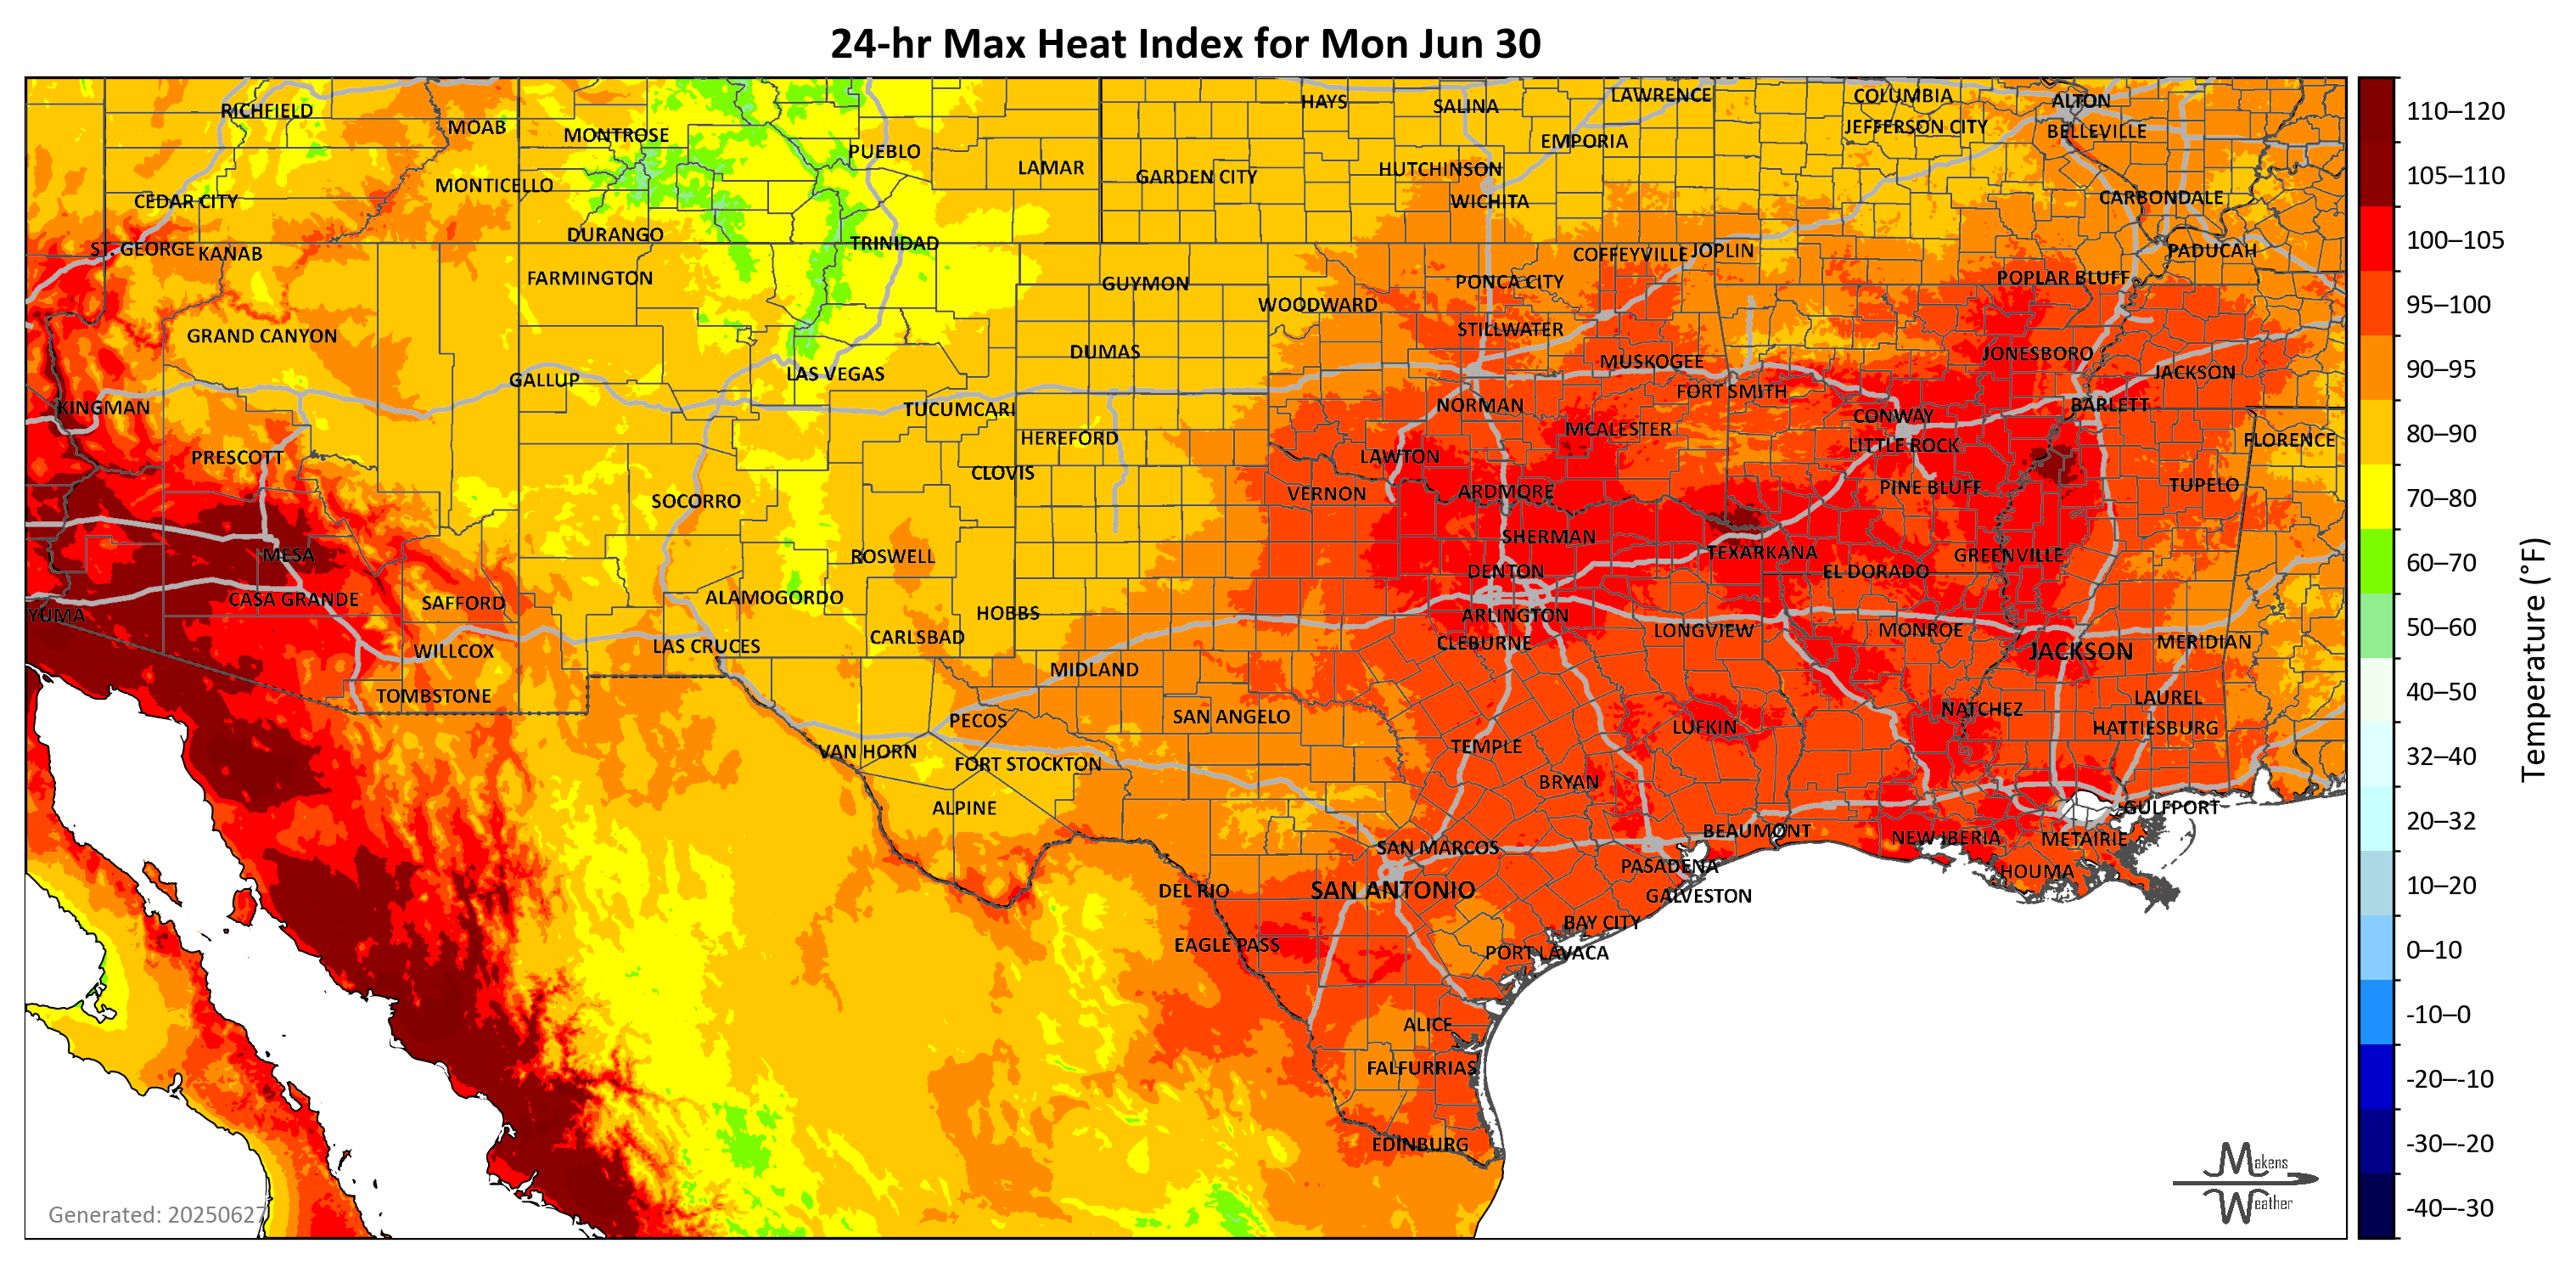 24-hr Max Heat Index for Mon Jun 30
RICHFIELD
MOAB
MONTROSE
PUEBLO
LAMAR
HAYS
SALINA
LAWRENCE
COLUMBIA
ALTON
JEFFERSON CITY
BELLEVILLE
EMPORIA
HUTCHINSON
GARDEN CITY
WICHITA
MONTICELLO
CEDAR CITY
CARBONDALE
DURANGO
TRINIDAD
ST. GEORGE
KANAB
COFFEYVILLE
JOPLIN
PADUCAH
FARMINGTON
GUYMON
PONCA CITY
POPLAR BLUFF
WOODWARD
GRAND CANYON
STILLWATER
DUMAS
MUSKOGEE
JONESBORO
GALLUP
LAS VEGAS
FORT SMITH
JACKSON
KINGMAN
TUCUMCARI
NORMAN
CONWAY
BARLETT
HEREFORD
MCALESTER
LITTLE ROCK
FLORENCE
PRESCOTT
CLOVIS
LAWTON
SOCORRO
VERNON
ARDMORE
PINE BLUFF
TUPELO
SHERMAN
MESA
ROSWELL
TEXARKANA
GREENVILLE
DENTON
EL DORADO
CASA GRANDE
SAFFORD
ALAMOGORDO
HOBBS
YUMA
ARLINGTON
CARLSBAD
CLEBURNE
LONGVIEW
MONROE
WILLCOX
LAS CRUCES
JACKSON
MERIDIAN
MIDLAND
TOMBSTONE
LAUREL
PECOS
SAN ANGELO
NATCHEZ
LUFKIN
HATTIESBURG
VAN HORN
TEMPLE
FORT STOCKTON
BRYAN
ALPINE
GULFPORT
BEAUMONT
NEW IBERIA
METAIRIE
SAN MARCOS
PASADENA
HOUMA
DEL RIO
SAN ANTONIO
GALVESTON
BAY CITY
EAGLE PASS
PORT LAVACA
ALICE
FALFURRIAS
EDINBURG
Generated: 20250627
Makens
Weather
110–120
105–110
100–105
95–100
90–95
80–90
70–80
60–70
50–60
40–50
32–40
20–32
10–20
0–10
-10–0
-20–-10
-30–-20
-40–-30
Temperature (°F)